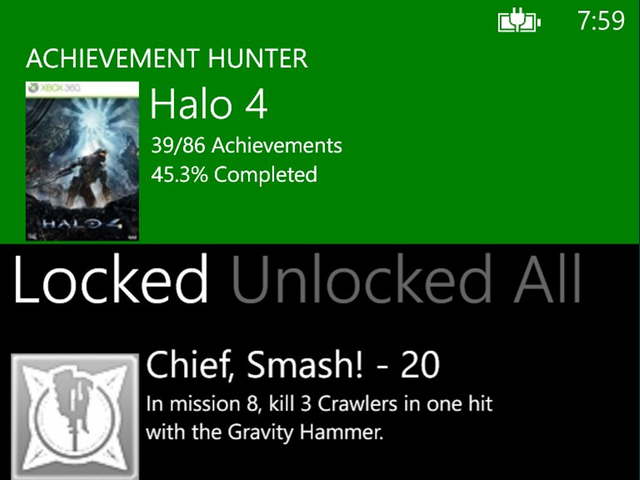 7:59
ACHIEVEMENT HUNTER
XBOX 360
Halo 4
39/86 Achievements
45.3% Completed
HALO 4
Locked Unlocked All
Chief, Smash! - 20
In mission 8, kill 3 Crawlers in one hit
with the Gravity Hammer.